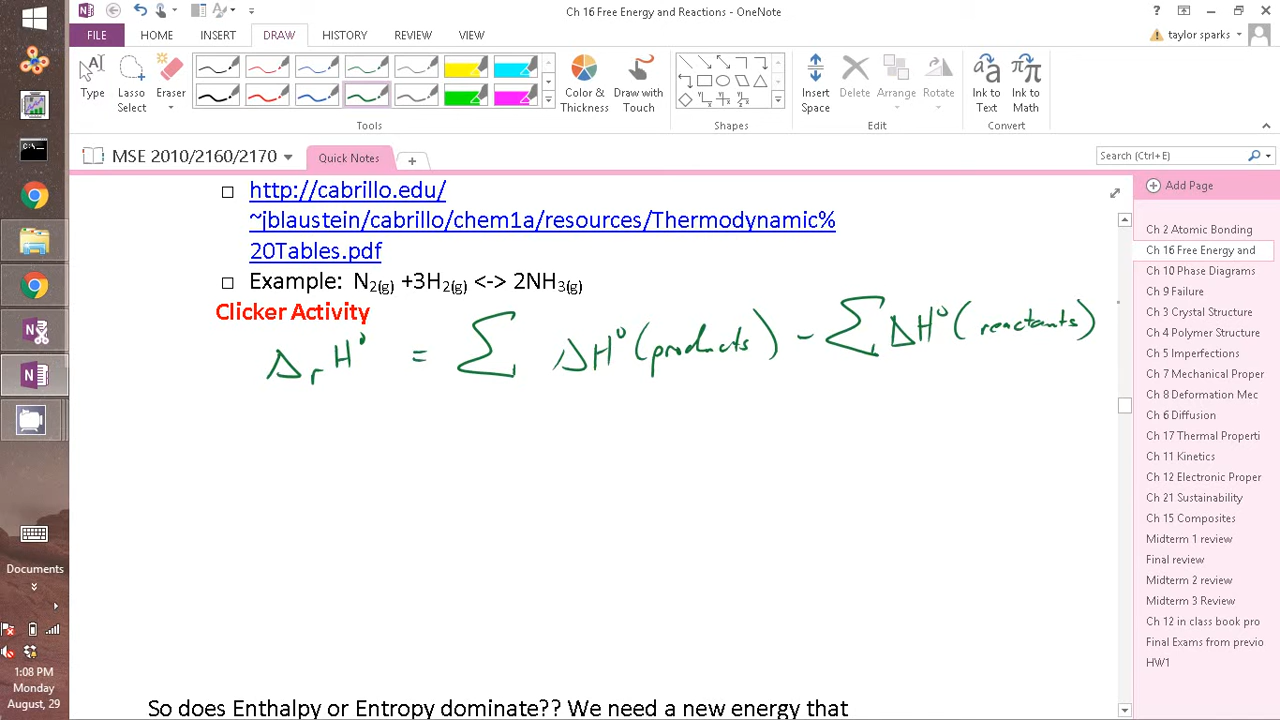 Ch 16 Free Energy and Reactions - OneNote
FILE HOME INSERT DRAW HISTORY REVIEW VIEW
taylor sparks
Type
Lasso Select
Eraser
Color & Thickness
Draw with Touch
Insert Space
Delete
Arrange
Rotate
Ink to Text
Ink to Math
Tools Shapes Edit Convert
MSE 2010/2160/2170 Quick Notes
Search (Ctrl+E)
http://cabrillo.edu/
~jblaustein/cabrillo/chem1a/resources/Thermodynamic%
20Tables.pdf
Example: N2(g) +3H2(g) <-> 2NH3(g)
Clicker Activity
ΔrH⁰ = Σ ΔH⁰(products) - ΣΔH⁰(reactants)
So does Enthalpy or Entropy dominate?? We need a new energy that
Add Page
Ch 2 Atomic Bonding
Ch 16 Free Energy and
Ch 10 Phase Diagrams
Ch 9 Failure
Ch 3 Crystal Structure
Ch 4 Polymer Structure
Ch 5 Imperfections
Ch 7 Mechanical Proper
Ch 8 Deformation Mec
Ch 6 Diffusion
Ch 17 Thermal Properti
Ch 11 Kinetics
Ch 12 Electronic Proper
Ch 21 Sustainability
Ch 15 Composites
Midterm 1 review
Final review
Midterm 2 review
Midterm 3 Review
Ch 12 in class book pro
Final Exams from previo
HW1
Documents
1:08 PM
Monday
August, 29